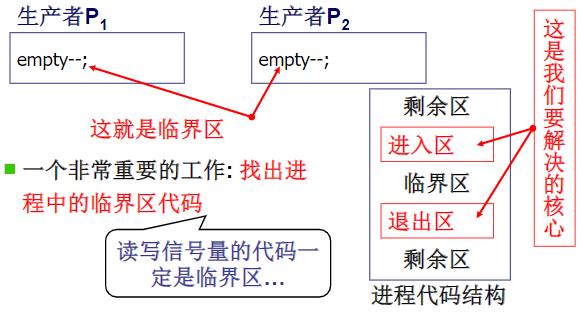 生产者P1
生产者P2
empty--;
empty--;
这就是临界区
一个非常重要的工作: 找出进
程中的临界区代码
读写信号量的代码一
定是临界区…
剩余区
进入区
临界区
退出区
剩余区
进程代码结构
这是我们要解决的核心